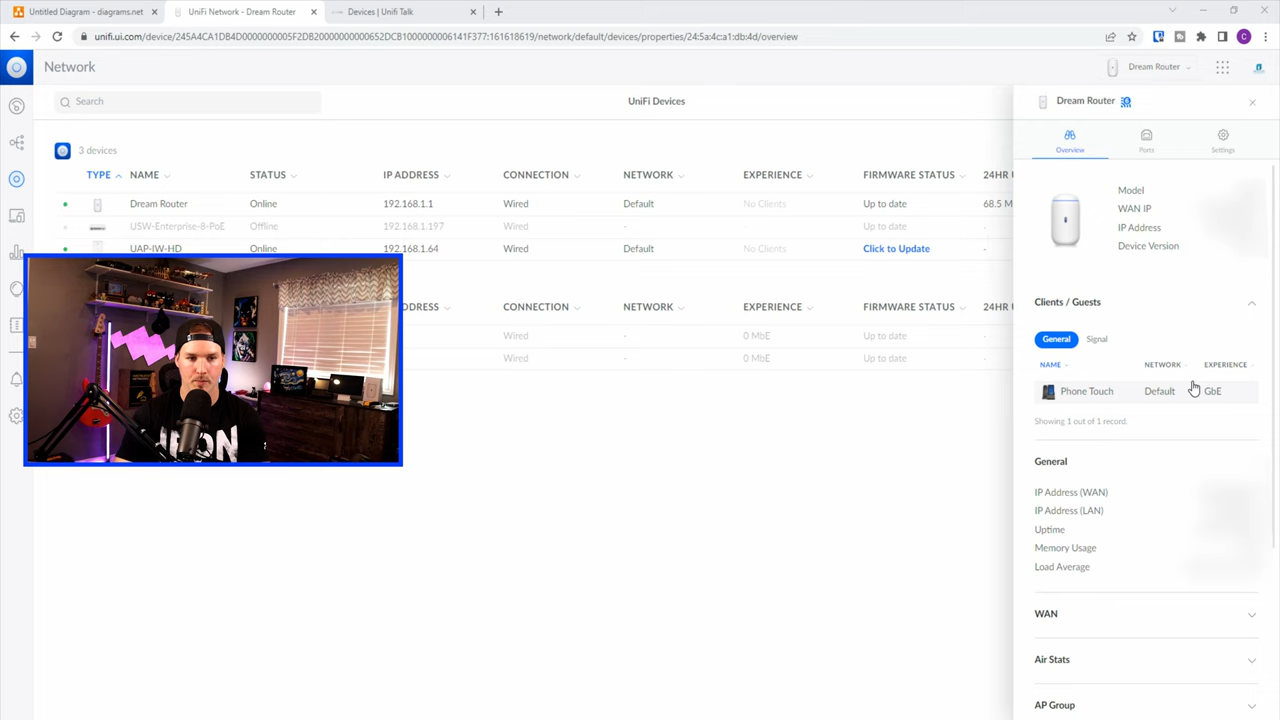 Untitled Diagram - diagrams.net
UniFi Network - Dream Router
Devices | Unifi Talk
unifi.ui.com/device/245A4CA1DB4D0000000005F2DB20000000000652DCB1000000006141F377:161618619/network/default/devices/properties/24:5a:4c:a1:db:4d/overview
Network
Dream Router
Search
UniFi Devices
3 devices
TYPE NAME STATUS IP ADDRESS CONNECTION NETWORK EXPERIENCE FIRMWARE STATUS 24HR
Dream Router Online 192.168.1.1 Wired Default No Clients Up to date 68.5 M
USW-Enterprise-8-PoE Offline 192.168.1.197 Wired - - Up to date -
UAP-IW-HD Online 192.168.1.64 Wired Default No Clients Click to Update -
ADDRESS CONNECTION NETWORK EXPERIENCE FIRMWARE STATUS 24HR
Wired - 0 MbE Up to date -
Wired - 0 MbE Up to date -
Dream Router
Overview Ports Settings
Model
WAN IP
IP Address
Device Version
Clients / Guests
General Signal
NAME NETWORK EXPERIENCE
Phone Touch Default GbE
Showing 1 out of 1 record.
General
IP Address (WAN)
IP Address (LAN)
Uptime
Memory Usage
Load Average
WAN
Air Stats
AP Group